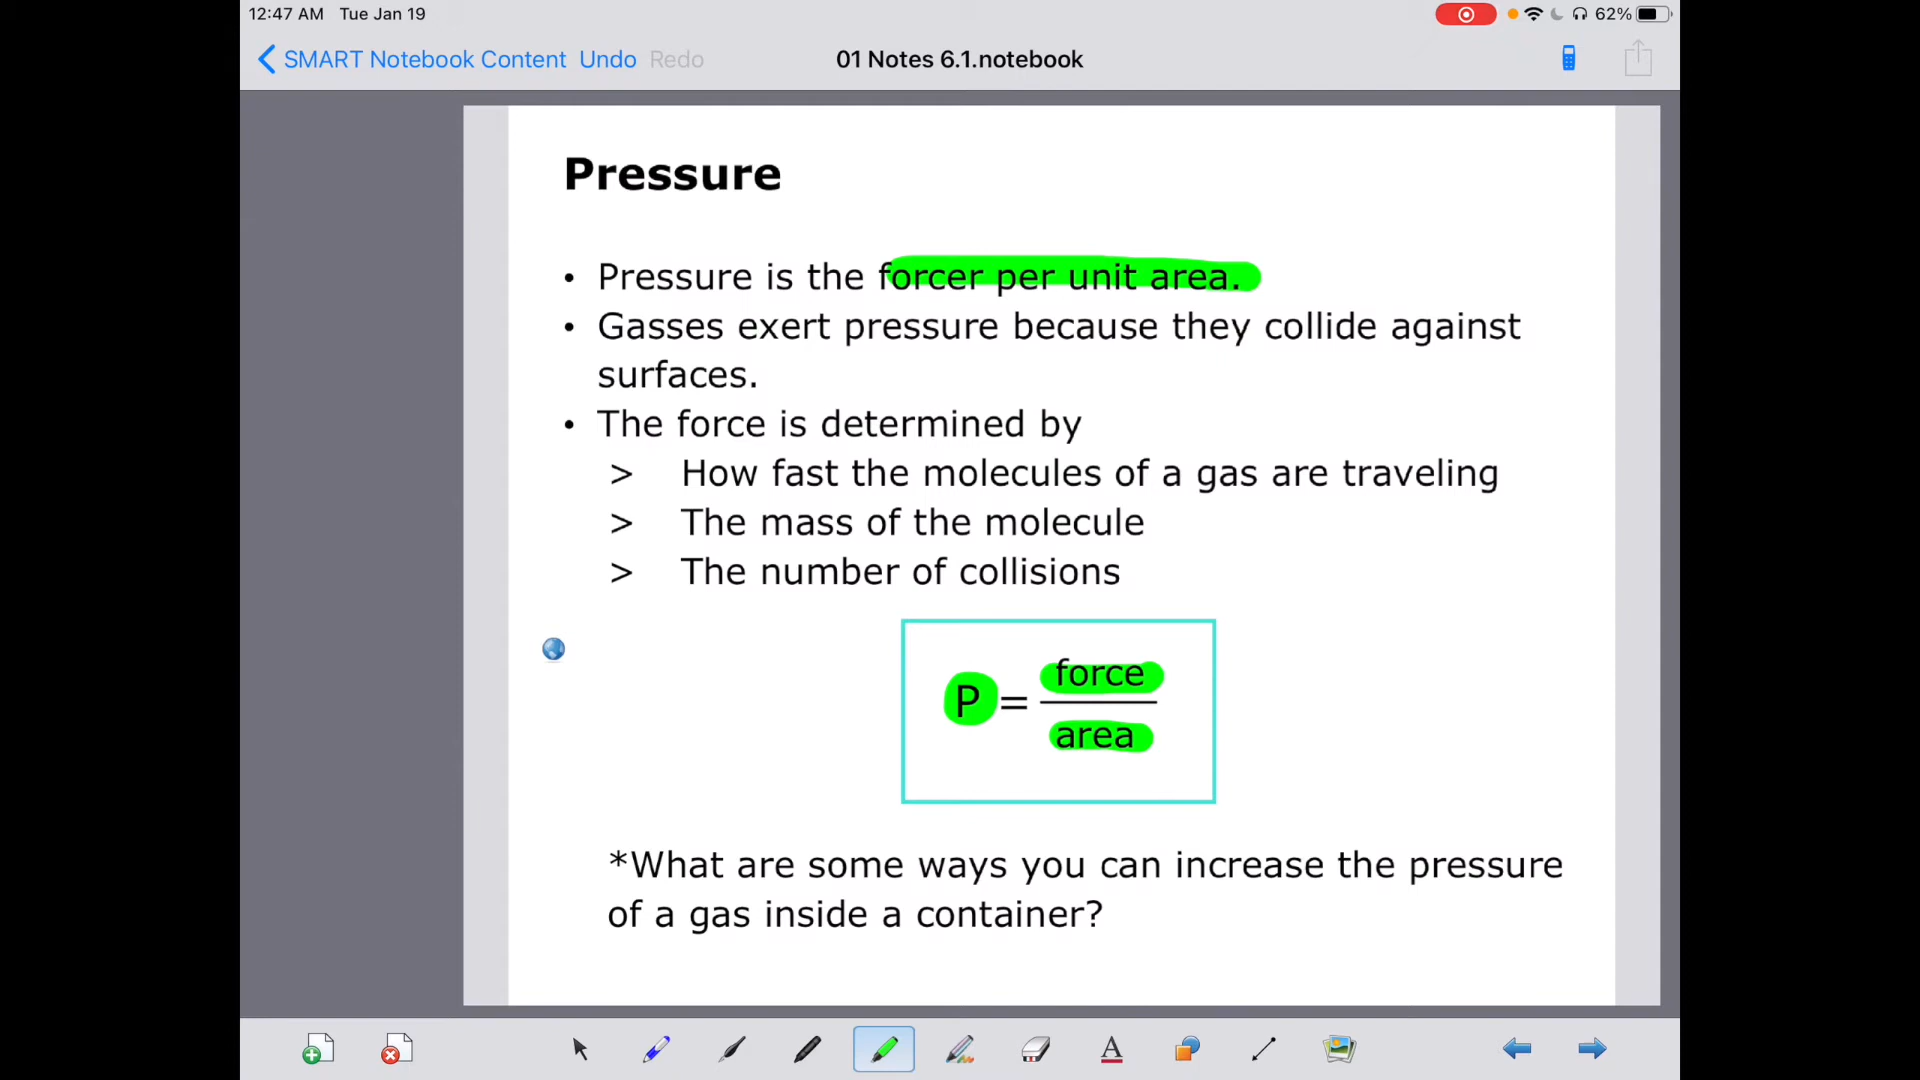 12:47 AM Tue Jan 19
62%
SMART Notebook Content Undo Redo
01 Notes 6.1.notebook
Pressure
• Pressure is the forcer per unit area.
• Gasses exert pressure because they collide against
surfaces.
• The force is determined by
> How fast the molecules of a gas are traveling
> The mass of the molecule
> The number of collisions
force
P =
area
*What are some ways you can increase the pressure
of a gas inside a container?
A